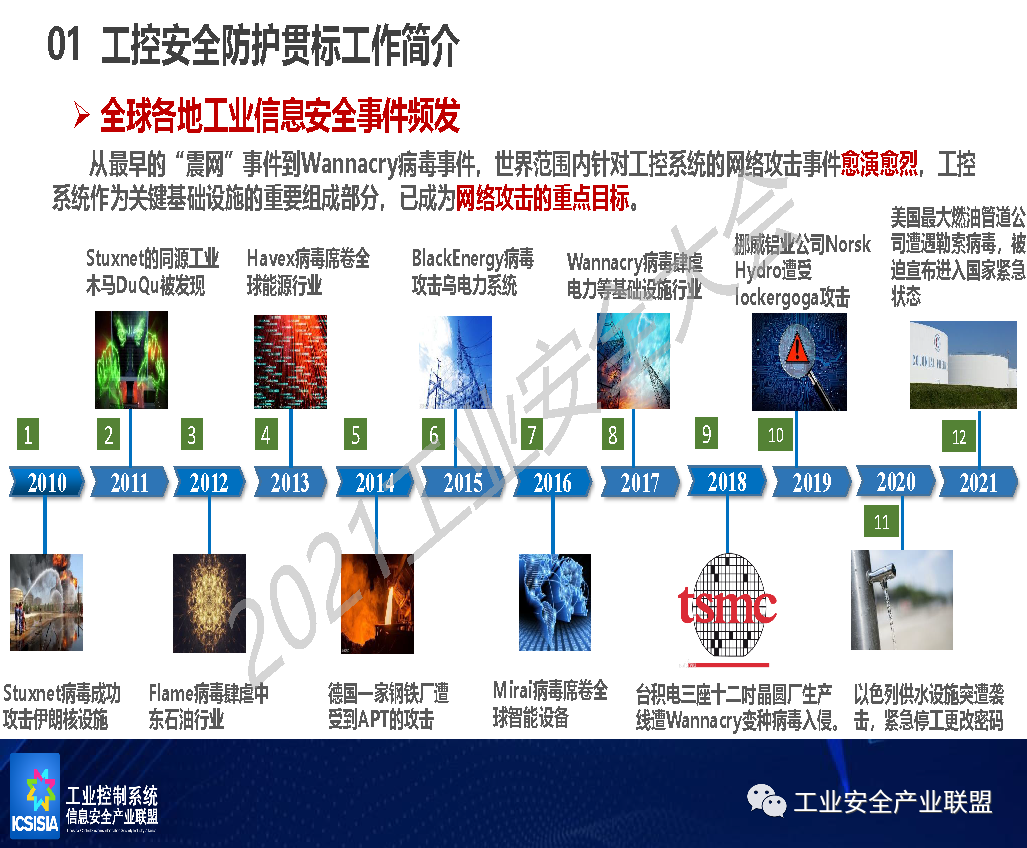 01 工控安全防护贯标工作简介
全球各地工业信息安全事件频发
从最早的“震网”事件到Wannacry病毒事件，世界范围内针对工控系统的网络攻击事件愈演愈烈，工控
系统作为关键基础设施的重要组成部分，已成为网络攻击的重点目标。
Stuxnet的同源工业
木马DuQu被发现
Havex病毒席卷全
球能源行业
BlackEnergy病毒
攻击乌电力系统
Wannacry病毒肆虐
电力等基础设施行业
挪威铝业公司Norsk
Hydro遭受
lockergoga攻击
美国最大燃油管道公
司遭遇勒索病毒，被
迫宣布进入国家紧急
状态
COLONIAL PIPELINE
1 2 3 4 5 6 7 8 9 10 12
2010 2011 2012 2013 2014 2015 2016 2017 2018 2019 2020 2021
11
tsmc
Stuxnet病毒成功
攻击伊朗核设施
Flame病毒肆虐中
东石油行业
德国一家钢铁厂遭
受到APT的攻击
Mirai病毒席卷全
球智能设备
台积电三座十二吋晶圆厂生产
线遭Wannacry变种病毒入侵。
以色列供水设施突遭袭
击，紧急停工更改密码
2021工业安全大会
ICSISIA
工业控制系统
信息安全产业联盟
工业安全产业联盟